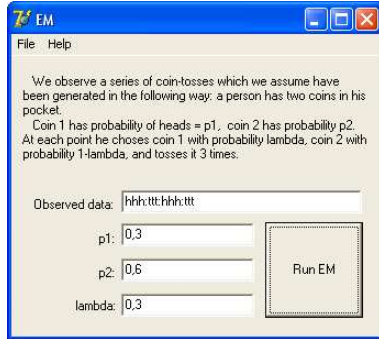 EM
File Help
We observe a series of coin-tosses which we assume have
been generated in the following way: a person has two coins in his
pocket.
Coin 1 has probability of heads = p1, coin 2 has probability p2.
At each point he choses coin 1 with probability lambda, coin 2 with
probability 1-lambda, and tosses it 3 times.
Observed data: hhh:ttt:hhh:ttt
p1: 0,3
p2: 0,6
Run EM
lambda: 0,3